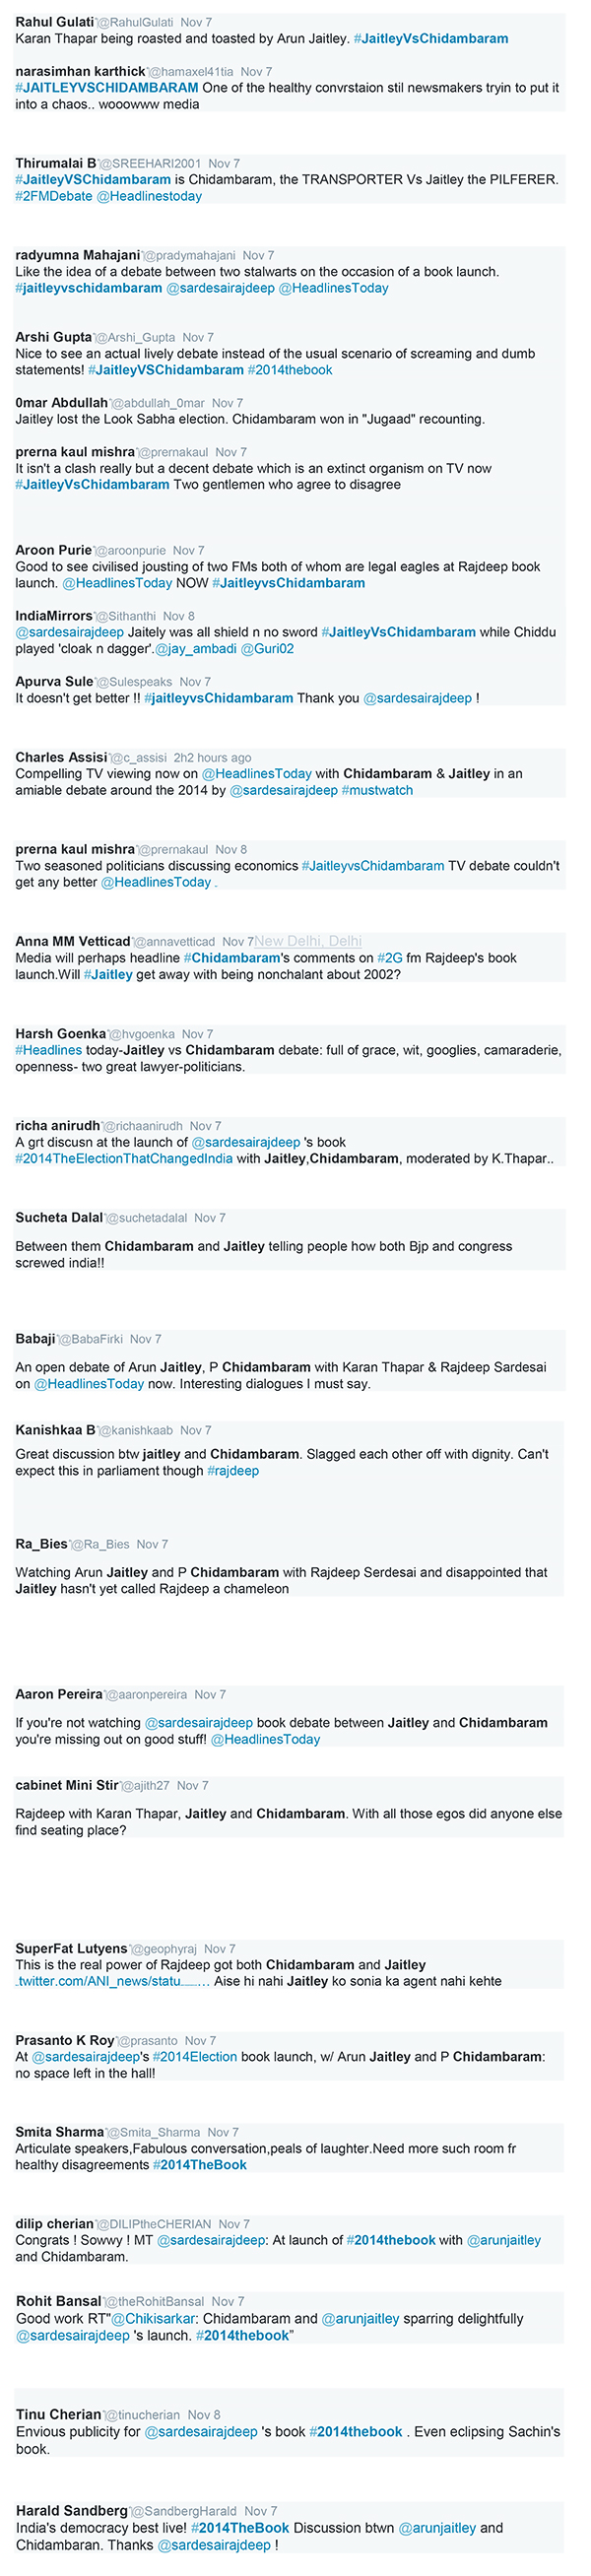 Rahul Gulati @RahulGulati Nov 7
Karan Thapar being roasted and toasted by Arun Jaitley. #JaitleyVsChidambaram
narasimhan karthick @hamaxel41tia Nov 7
#JAITLEYVSCHIDAMBARAM One of the healthy convrstaion stil newsmakers tryin to put it
into a chaos.. wooowww media
Thirumalai B @SREEHARI2001 Nov 7
#JaitleyVSChidambaram is Chidambaram, the TRANSPORTER Vs Jaitley the PILFERER.
#2FMDebate @Headlinestoday
radyumna Mahajani @pradymahajani Nov 7
Like the idea of a debate between two stalwarts on the occasion of a book launch.
#jaitleyvschidambaram @sardesairajdeep @HeadlinesToday
Arshi Gupta @Arshi_Gupta Nov 7
Nice to see an actual lively debate instead of the usual scenario of screaming and dumb
statements! #JaitleyVSChidambaram #2014thebook
0mar Abdullah @abdullah_0mar Nov 7
Jaitley lost the Look Sabha election. Chidambaram won in "Jugaad" recounting.
prerna kaul mishra @prernakaul Nov 7
It isn't a clash really but a decent debate which is an extinct organism on TV now
#JaitleyVsChidambaram Two gentlemen who agree to disagree
Aroon Purie @aroonpurie Nov 7
Good to see civilised jousting of two FMs both of whom are legal eagles at Rajdeep book
launch. @HeadlinesToday NOW #JaitleyvsChidambaram
IndiaMirrors @Sithanthi Nov 8
@sardesairajdeep Jaitely was all shield n no sword #JaitleyVsChidambaram while Chiddu
played 'cloak n dagger'.@jay_ambadi @Guri02
Apurva Sule @Sulespeaks Nov 7
It doesn't get better !! #jaitleyvsChidambaram Thank you @sardesairajdeep !
Charles Assisi @c_assisi 2h2 hours ago
Compelling TV viewing now on @HeadlinesToday with Chidambaram & Jaitley in an
amiable debate around the 2014 by @sardesairajdeep #mustwatch
prerna kaul mishra @prernakaul Nov 8
Two seasoned politicians discussing economics #JaitleyvsChidambaram TV debate couldn't
get any better @HeadlinesToday .
Anna MM Vetticad @annavetticad Nov 7 New Delhi, Delhi
Media will perhaps headline #Chidambaram's comments on #2G fm Rajdeep's book
launch.Will #Jaitley get away with being nonchalant about 2002?
Harsh Goenka @hvgoenka Nov 7
#Headlines today-Jaitley vs Chidambaram debate: full of grace, wit, googlies, camaraderie,
openness- two great lawyer-politicians.
richa anirudh @richaanirudh Nov 7
A grt discusn at the launch of @sardesairajdeep 's book
#2014TheElectionThatChangedIndia with Jaitley,Chidambaram, moderated by K.Thapar..
Sucheta Dalal @suchetadalal Nov 7
Between them Chidambaram and Jaitley telling people how both Bjp and congress
screwed india!!
Babaji @BabaFirki Nov 7
An open debate of Arun Jaitley, P Chidambaram with Karan Thapar & Rajdeep Sardesai
on @HeadlinesToday now. Interesting dialogues I must say.
Kanishkaa B @kanishkaab Nov 7
Great discussion btw jaitley and Chidambaram. Slagged each other off with dignity. Can't
expect this in parliament though #rajdeep
Ra_Bies @Ra_Bies Nov 7
Watching Arun Jaitley and P Chidambaram with Rajdeep Serdesai and disappointed that
Jaitley hasn't yet called Rajdeep a chameleon
Aaron Pereira @aaronpereira Nov 7
If you're not watching @sardesairajdeep book debate between Jaitley and Chidambaram
you're missing out on good stuff! @HeadlinesToday
cabinet Mini Stir @ajith27 Nov 7
Rajdeep with Karan Thapar, Jaitley and Chidambaram. With all those egos did anyone else
find seating place?
SuperFat Lutyens @geophyraj Nov 7
This is the real power of Rajdeep got both Chidambaram and Jaitley
.twitter.com/ANI_news/statu...... Aise hi nahi Jaitley ko sonia ka agent nahi kehte
Prasanto K Roy @prasanto Nov 7
At @sardesairajdeep's #2014Election book launch, w/ Arun Jaitley and P Chidambaram:
no space left in the hall!
Smita Sharma @Smita_Sharma Nov 7
Articulate speakers,Fabulous conversation,peals of laughter.Need more such room fr
healthy disagreements #2014TheBook
dilip cherian @DILIPtheCHERIAN Nov 7
Congrats ! Sowwy ! MT @sardesairajdeep: At launch of #2014thebook with @arunjaitley
and Chidambaram.
Rohit Bansal @theRohitBansal Nov 7
Good work RT"@Chikisarkar: Chidambaram and @arunjaitley sparring delightfully
@sardesairajdeep 's launch. #2014thebook"
Tinu Cherian @tinucherian Nov 8
Envious publicity for @sardesairajdeep 's book #2014thebook . Even eclipsing Sachin's
book.
Harald Sandberg @SandbergHarald Nov 7
India's democracy best live! #2014TheBook Discussion btwn @arunjaitley and
Chidambaran. Thanks @sardesairajdeep !